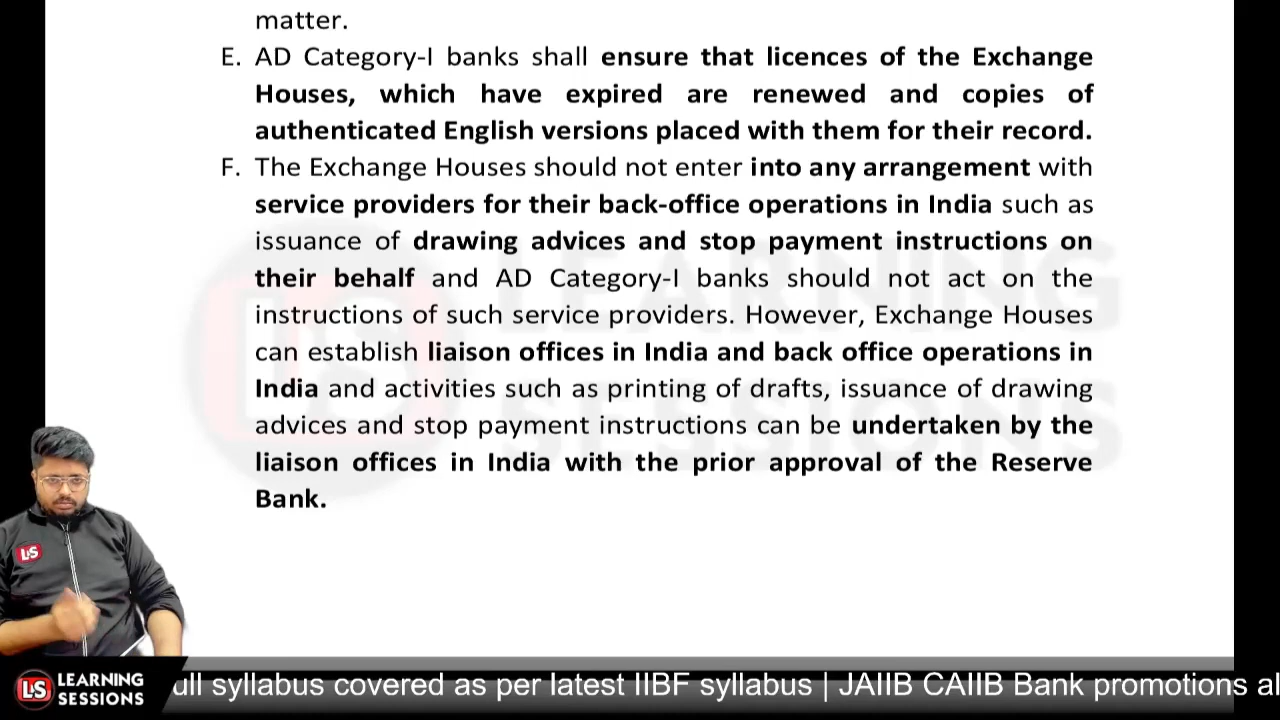 matter.
E. AD Category-I banks shall ensure that licences of the Exchange
Houses, which have expired are renewed and copies of
authenticated English versions placed with them for their record.
F. The Exchange Houses should not enter into any arrangement with
service providers for their back-office operations in India such as
issuance of drawing advices and stop payment instructions on
their behalf and AD Category-I banks should not act on the
instructions of such service providers. However, Exchange Houses
can establish liaison offices in India and back office operations in
India and activities such as printing of drafts, issuance of drawing
advices and stop payment instructions can be undertaken by the
liaison offices in India with the prior approval of the Reserve
Bank.
LEARNING
SESSIONS
LS
LS
LS
LEARNING
SESSIONS
ull syllabus covered as per latest IIBF syllabus | JAIIB CAIIB Bank promotions al